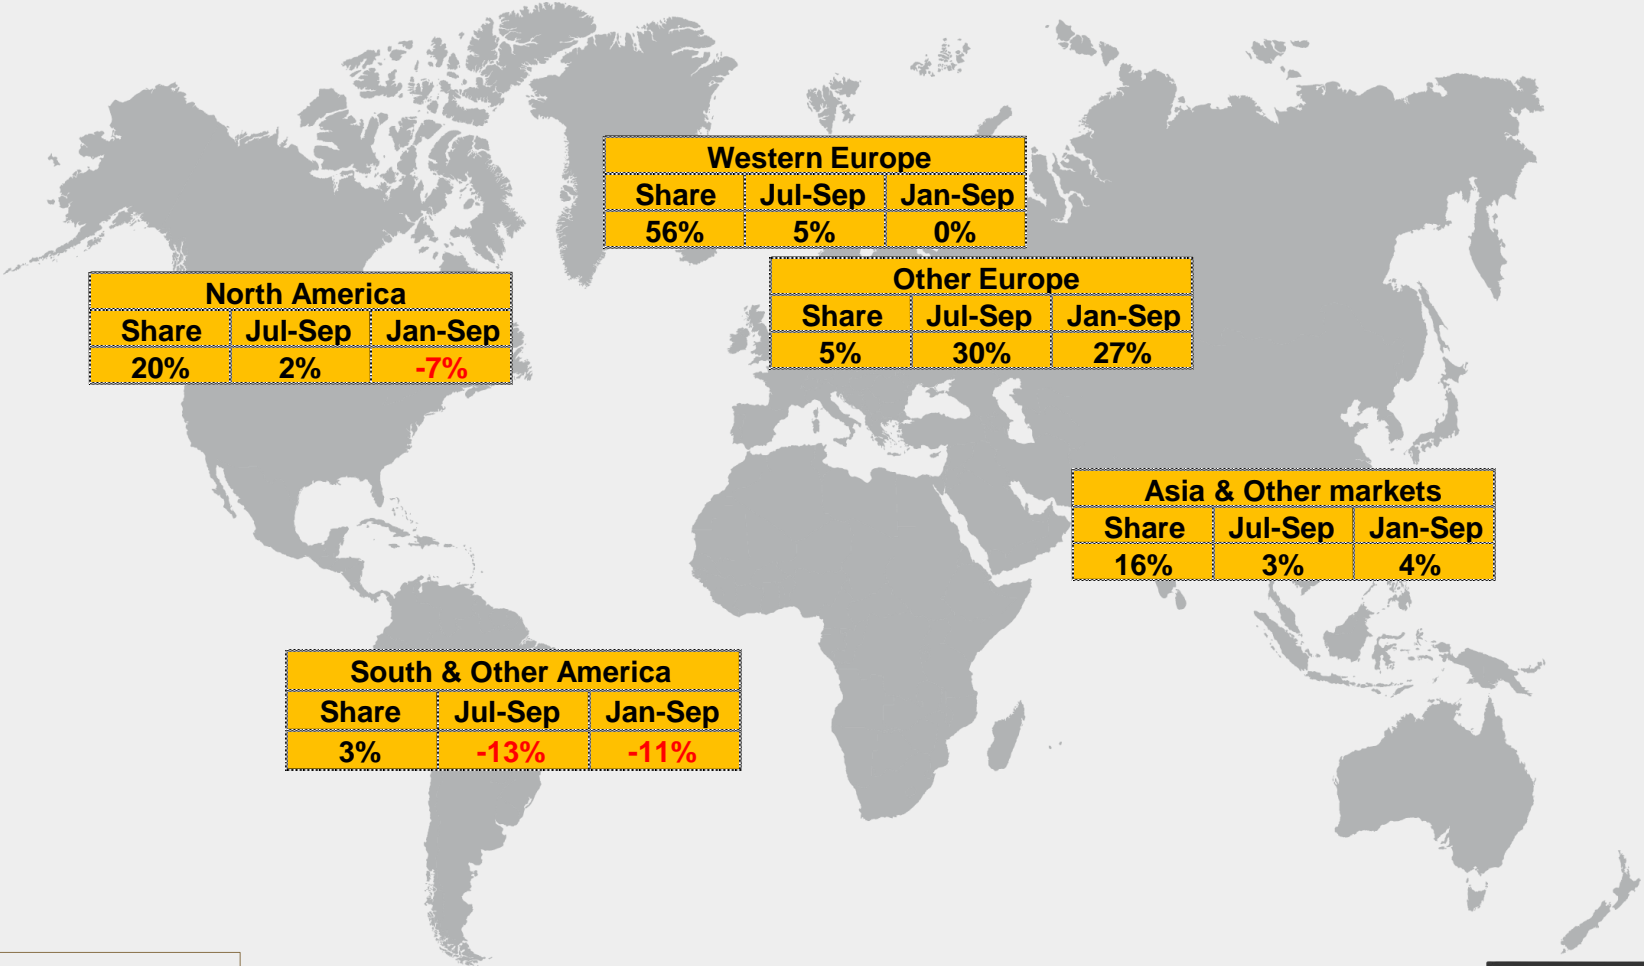 Western Europe
Share Jul-Sep Jan-Sep
56% 5% 0%
Other Europe
Share Jul-Sep Jan-Sep
5% 30% 27%
North America
Share Jul-Sep Jan-Sep
20% 2% -7%
Asia & Other markets
Share Jul-Sep Jan-Sep
16% 3% 4%
South & Other America
Share Jul-Sep Jan-Sep
3% -13% -11%